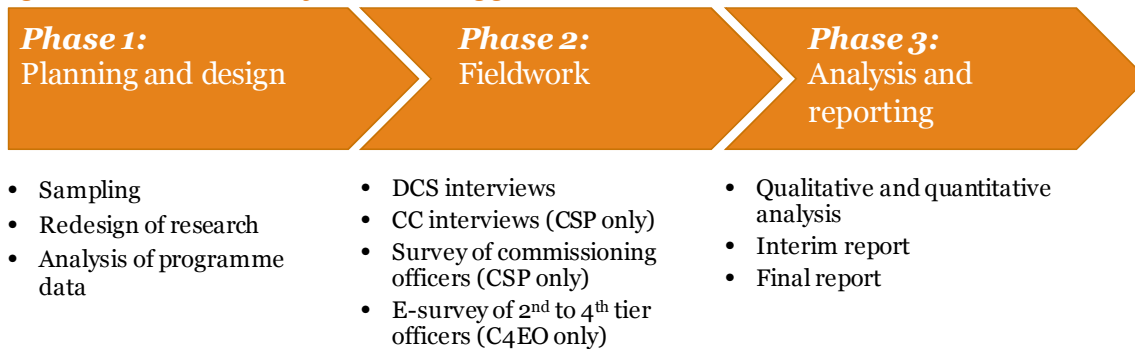 Phase 1:
Planning and design
Phase 2:
Fieldwork
Phase 3:
Analysis and
reporting
• Sampling
• Redesign of research
• Analysis of programme
data
• DCS interviews
• CC interviews (CSP only)
• Survey of commissioning
officers (CSP only)
• E-survey of 2nd to 4th tier
officers (C4EO only)
• Qualitative and quantitative
analysis
• Interim report
• Final report